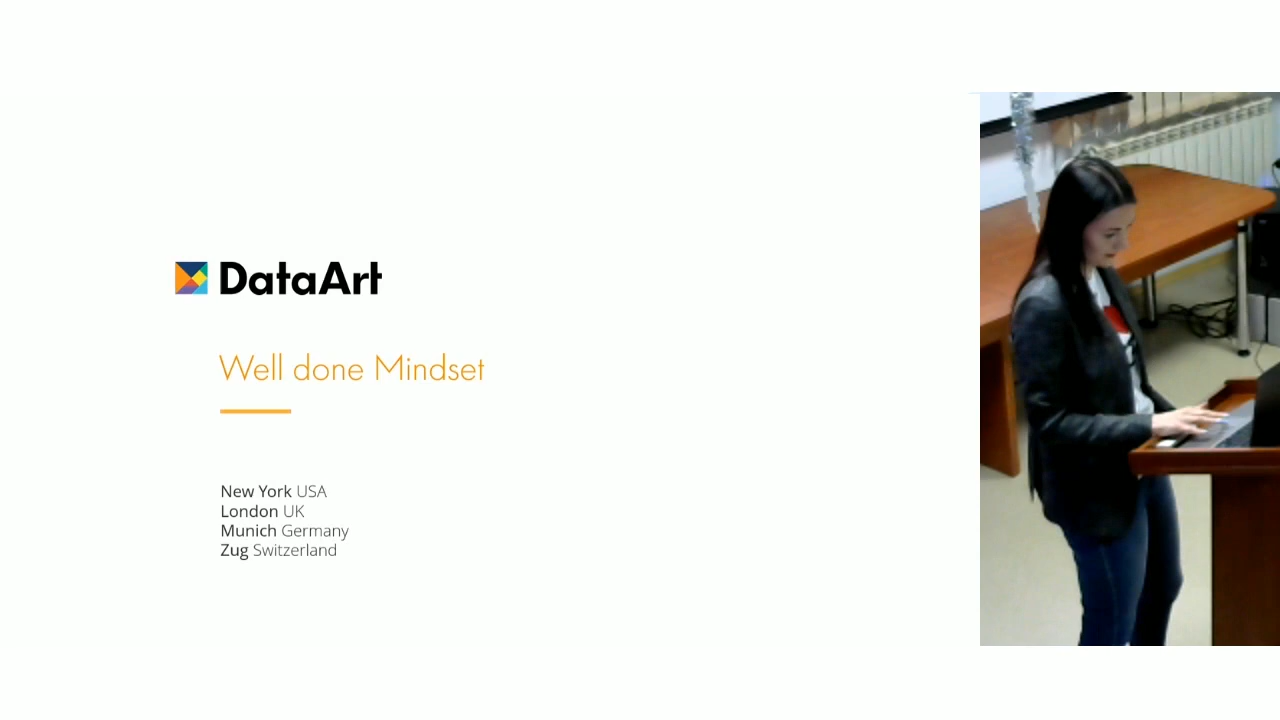 DataArt
Well done Mindset
New York USA
London UK
Munich Germany
Zug Switzerland